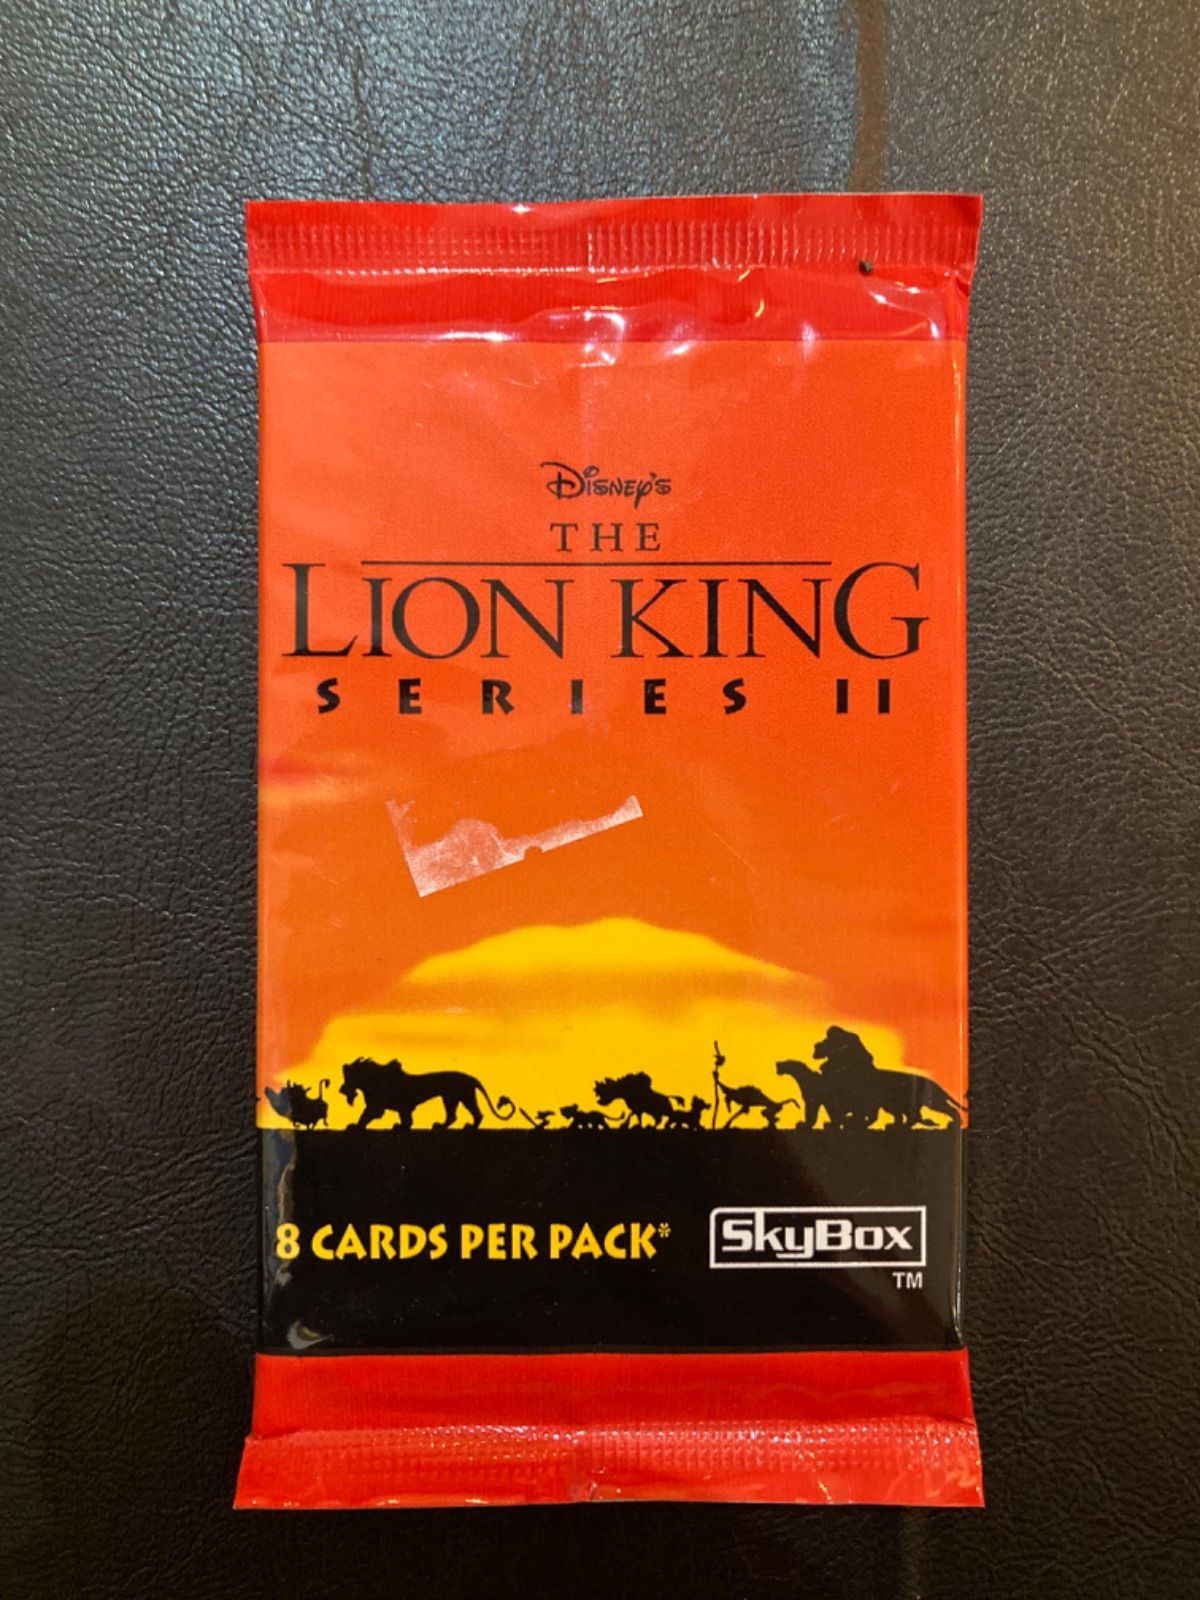 Disney's
THE
LION KING
SERIES II
8 CARDS PER PACK*
SkyBox
TM